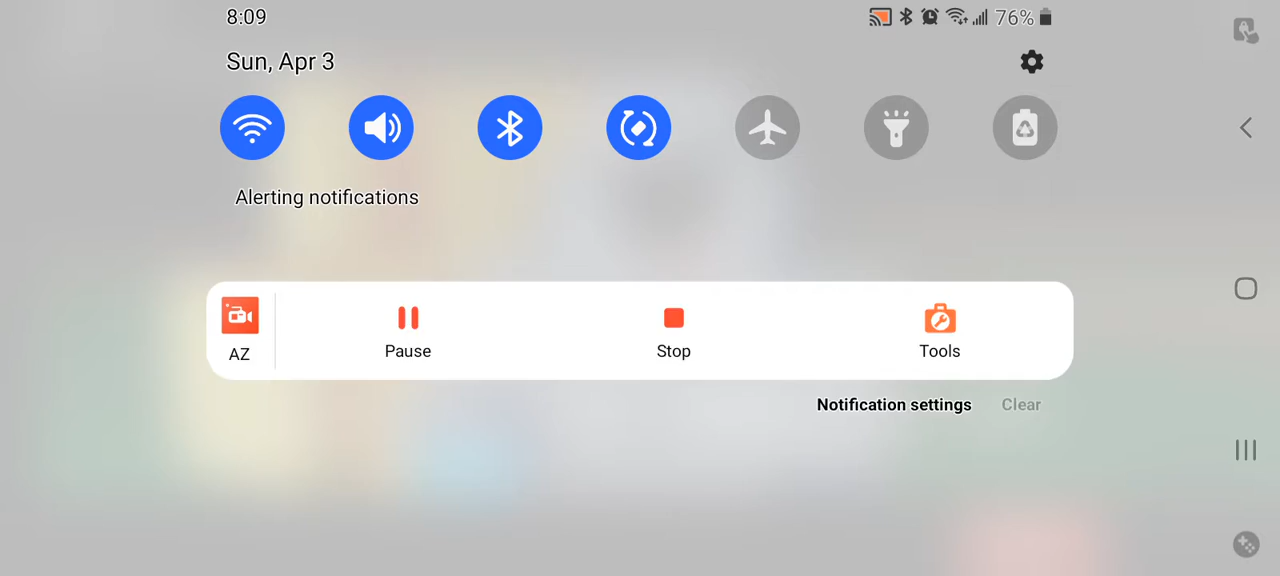 8:09
76%
Sun, Apr 3
Alerting notifications
AZ
Pause
Stop
Tools
Notification settings
Clear